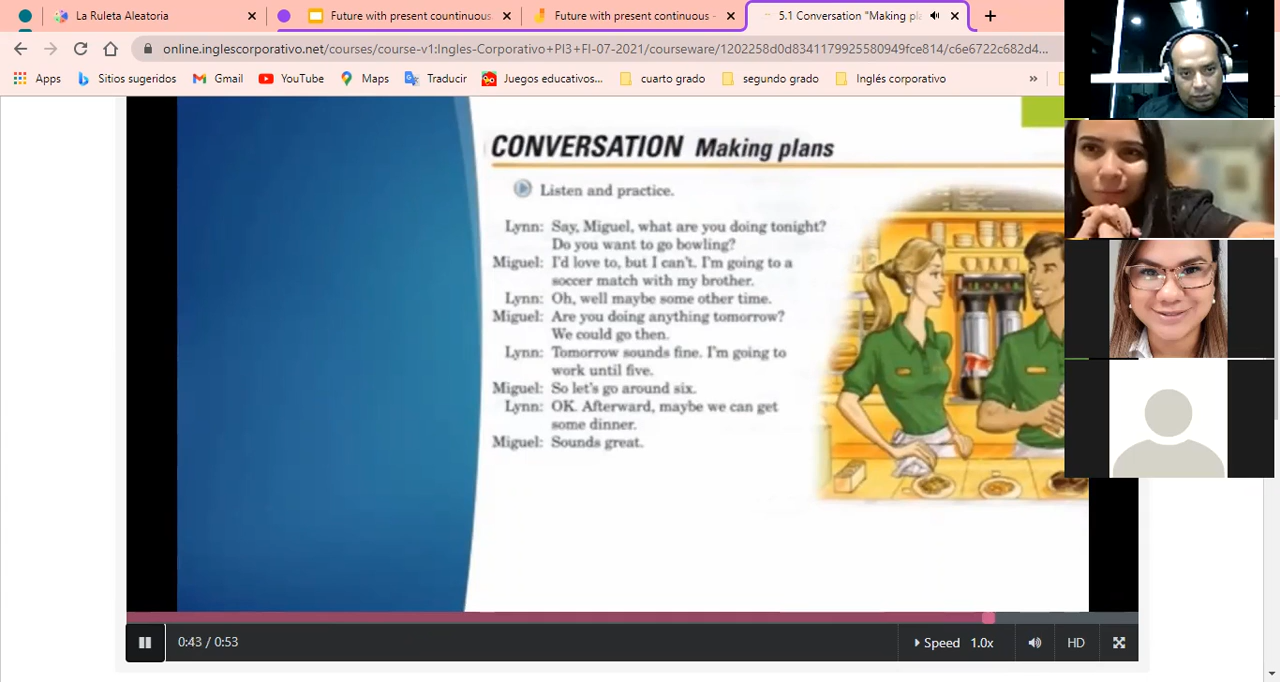 La Ruleta Aleatoria
Future with present countinuous
Future with present continuous -
5.1 Conversation "Making pla
online.inglescorporativo.net/courses/course-v1:Ingles-Corporativo+PI3+FI-07-2021/courseware/1202258d0d8341179925580949fce814/c6e6722c682d4...
Apps
Sitios sugeridos
Gmail
YouTube
Maps
Traducir
Juegos educativos...
cuarto grado
segundo grado
Inglés corporativo
»
CONVERSATION Making plans
Listen and practice.
Lynn: Say, Miguel, what are you doing tonight?
Do you want to go bowling?
Miguel: I'd love to, but I can't. I'm going to a
soccer match with my brother.
Lynn: Oh, well maybe some other time.
Miguel: Are you doing anything tomorrow?
We could go then.
Lynn: Tomorrow sounds fine. I'm going to
work until five.
Miguel: So let's go around six.
Lynn: OK. Afterward, maybe we can get
some dinner.
Miguel: Sounds great.
0:43 / 0:53
Speed 1.0x
HD